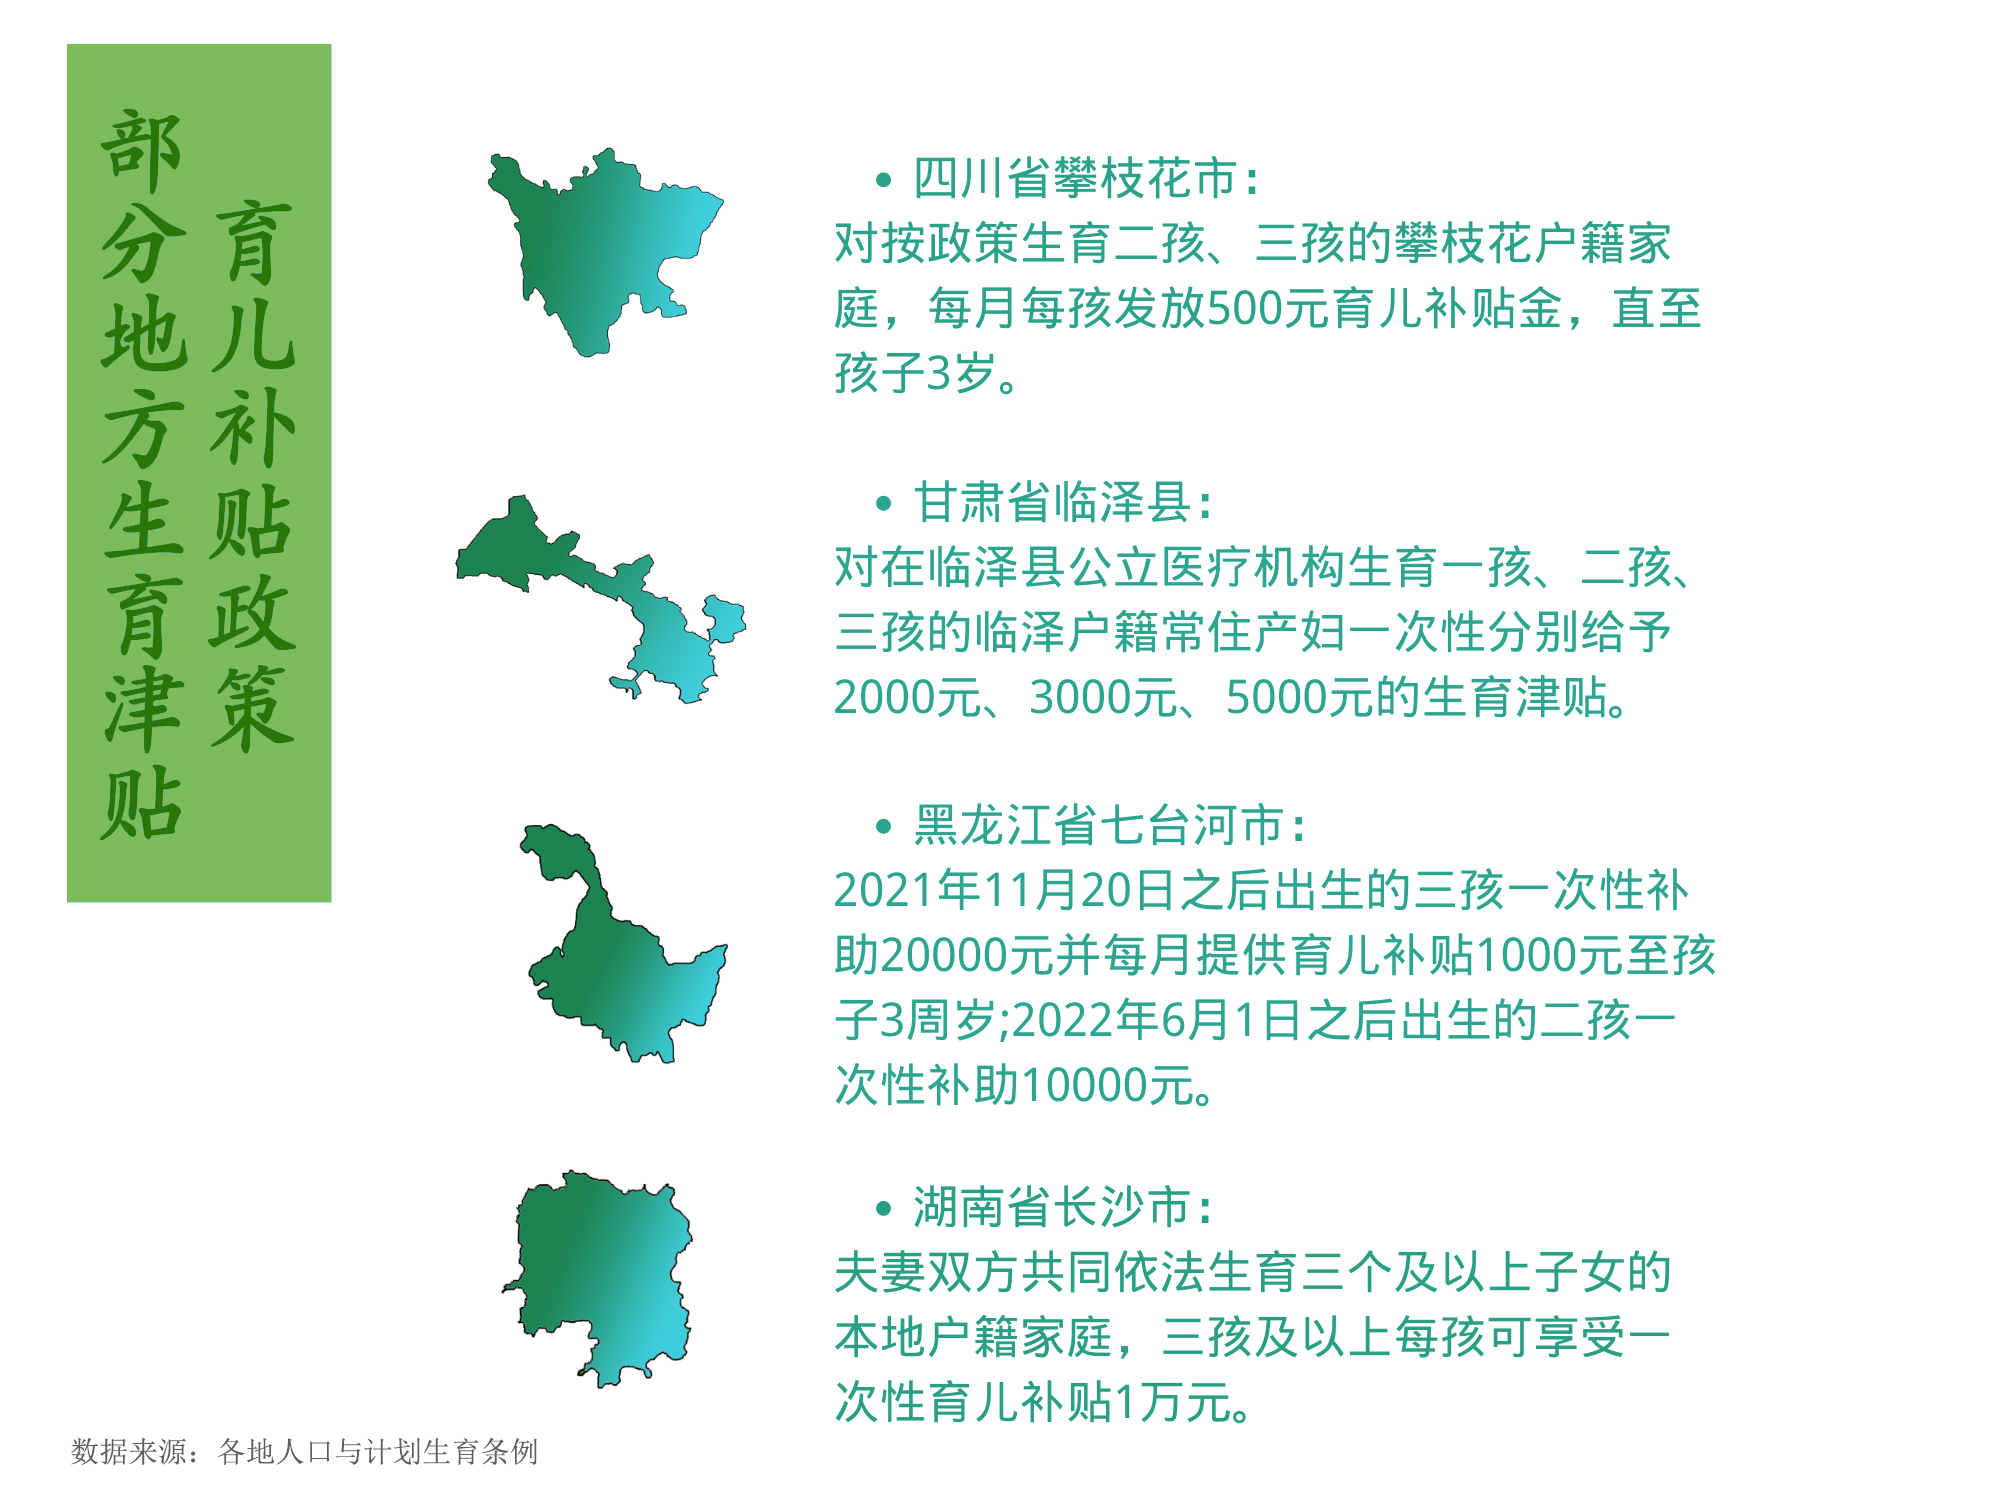 部分地方生育津贴
育儿补贴政策
• 四川省攀枝花市：
对按政策生育二孩、三孩的攀枝花户籍家
庭，每月每孩发放500元育儿补贴金，直至
孩子3岁。
• 甘肃省临泽县：
对在临泽县公立医疗机构生育一孩、二孩、
三孩的临泽户籍常住产妇一次性分别给予
2000元、3000元、5000元的生育津贴。
• 黑龙江省七台河市：
2021年11月20日之后出生的三孩一次性补
助20000元并每月提供育儿补贴1000元至孩
子3周岁;2022年6月1日之后出生的二孩一
次性补助10000元。
• 湖南省长沙市：
夫妻双方共同依法生育三个及以上子女的
本地户籍家庭，三孩及以上每孩可享受一
次性育儿补贴1万元。
数据来源：各地人口与计划生育条例